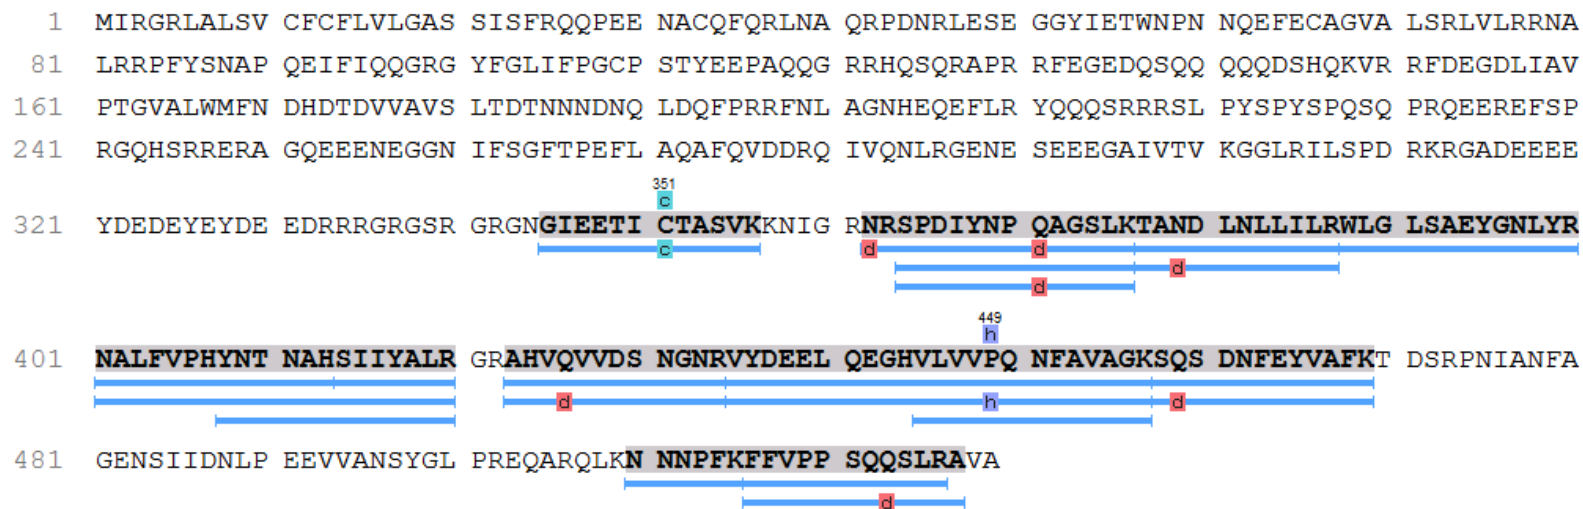 1 MIRGRLALSV CFCFLVLGAS SISFRQQPEE NACQFQRLNA QRPDNRLESE GGYIETWNPN NQEFECAGVA LSRLVLRRNA
81 LRRPFYSNAP QEIFIQQGRG YFGLIFPGCP STYEEPAQQG RRHQSQRAPR RFEGEDQSQQ QQQDSHQKVR RFDEGDLIAV
161 PTGVALWMFN DHDTDVVAVS LTDTNNNDNQ LDQFPRRFNL AGNHEQEFLR YQQQSRRRSL PYSPYSPQSQ PRQEEREFSP
241 RGQHSRRERA GQEEENEGGN IFSGFTPEFL AQAFQVDDRQ IVQNLRGENE SEEEGAIVTV KGGLRILSPD RKRGADEEEE
351
c
321 YDEDEYEYDE EDRRRGRGSR GRGNGIEETI CTASVKKNIG RNRSPDIYNP QAGSLKTAND LNLLILRWLG LSAEYGNLYR
c d d
d
d
449
h
401 NALFVPHYNT NAHSIIYALR GRAHVQVVDS NGNRVYDEEL QEGHVLVVPQ NFAVAGKSQS DNFEYVAFKT DSRPNIANFA
d h d
481 GENSIIDNLP EEVVANSYGL PREQARQLKN NNPFKFFVPP SQQSLRAVA
d